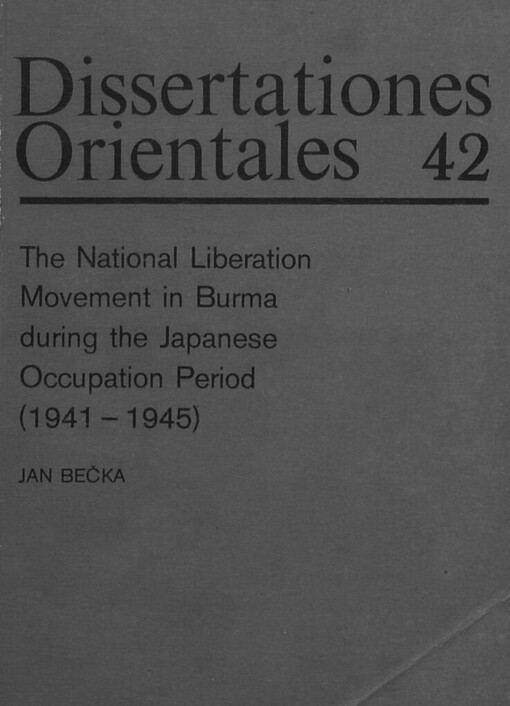 Dissertationes
Orientales 42
The National Liberation
Movement in Burma
during the Japanese
Occupation Period
(1941 – 1945)
JAN BEČKA